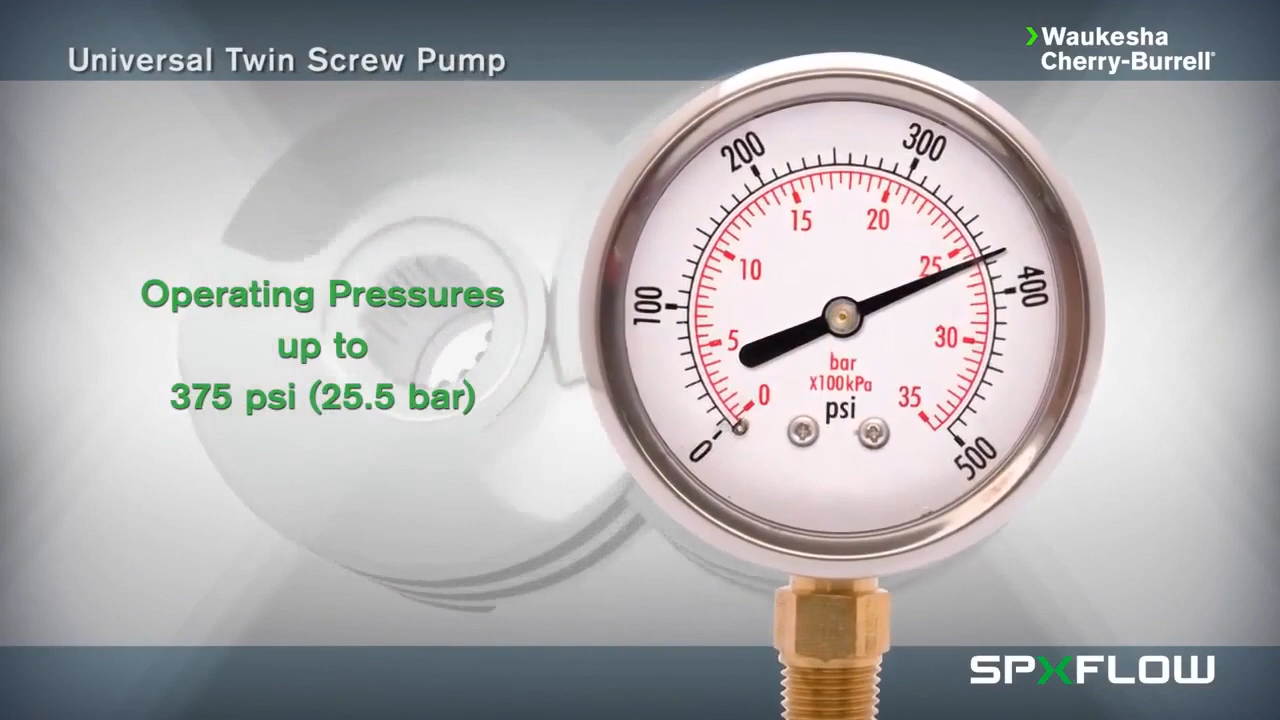 Universal Twin Screw Pump
Waukesha
Cherry-Burrell®
Operating Pressures
up to
375 psi (25.5 bar)
0
100
200
300
400
500
0
5
10
15
20
25
30
35
bar
x100kPa
psi
SPXFLOW